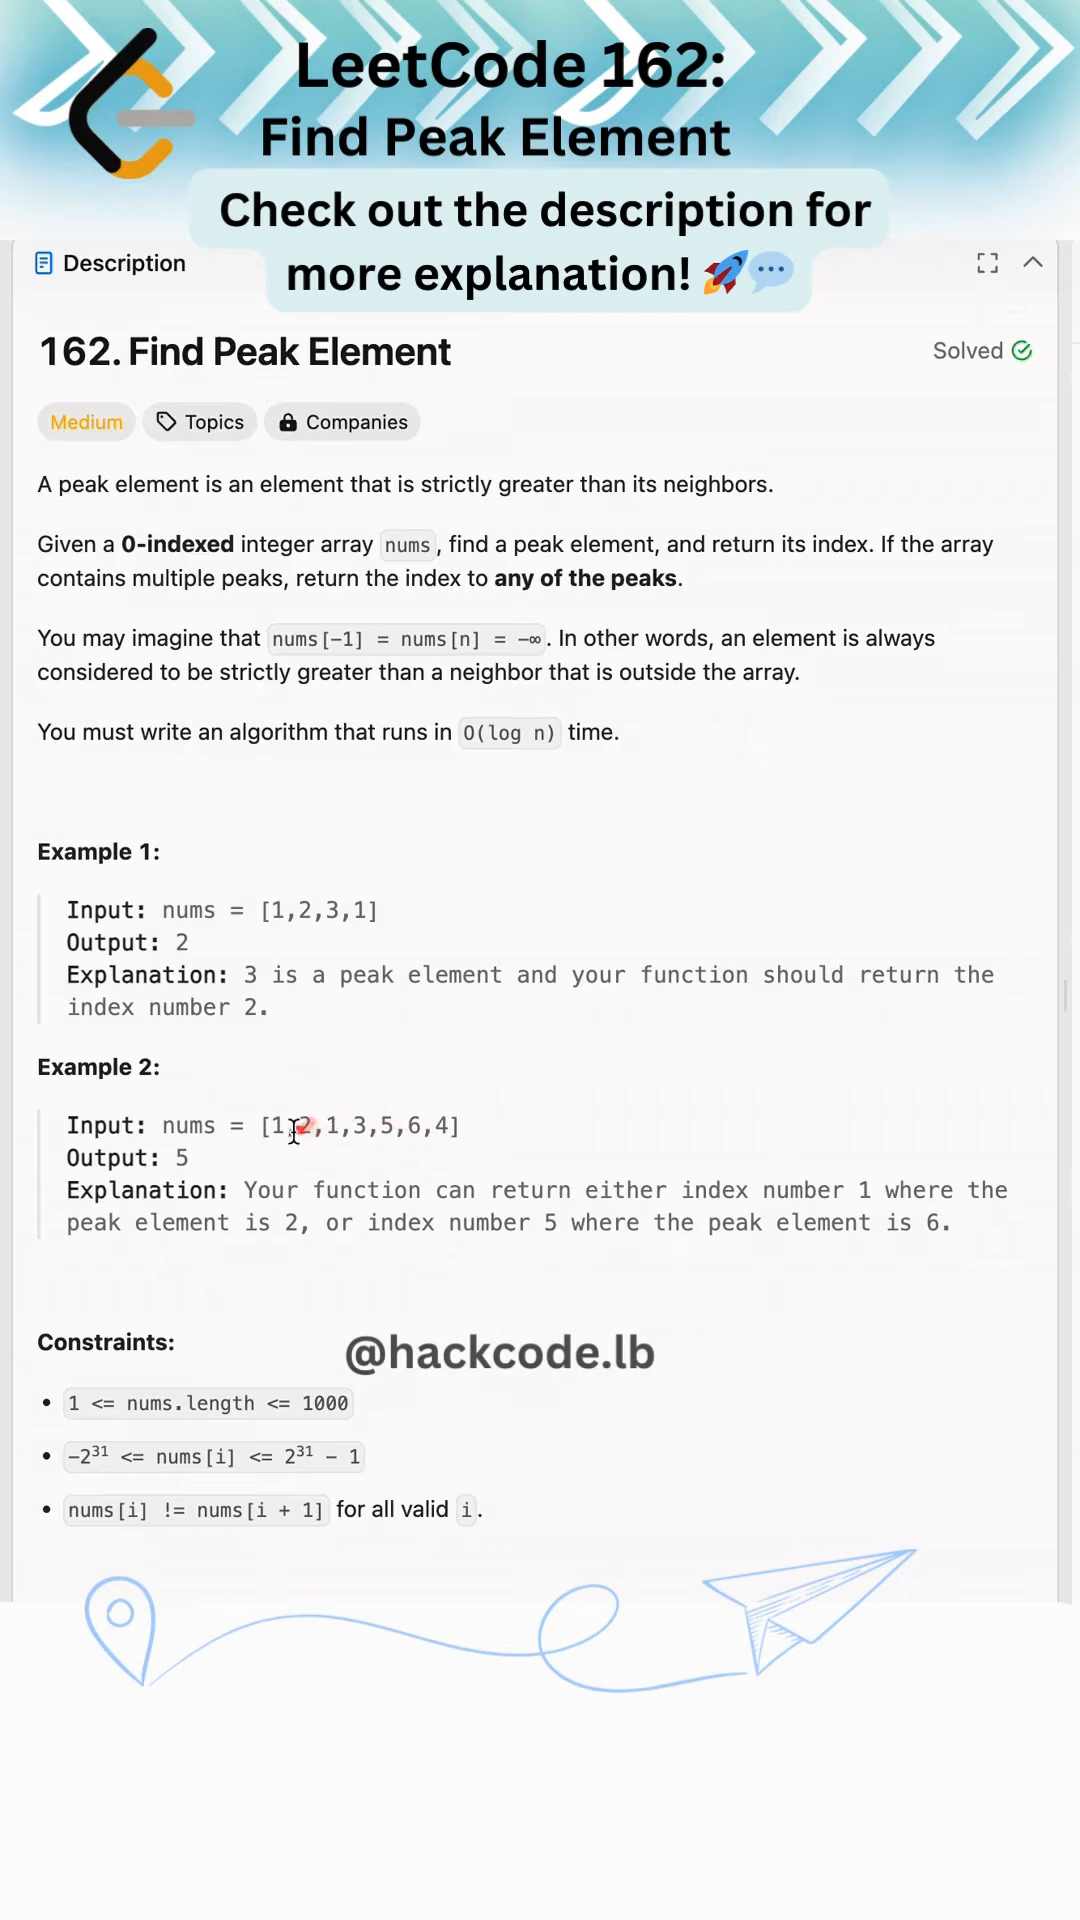 LeetCode 162:
Find Peak Element
Check out the description for
more explanation! 🚀💬
Description
162. Find Peak Element
Solved
Medium
Topics
Companies
A peak element is an element that is strictly greater than its neighbors.
Given a 0-indexed integer array nums, find a peak element, and return its index. If the array
contains multiple peaks, return the index to any of the peaks.
You may imagine that nums[-1] = nums[n] = -∞. In other words, an element is always
considered to be strictly greater than a neighbor that is outside the array.
You must write an algorithm that runs in O(log n) time.
Example 1:
Input: nums = [1,2,3,1]
Output: 2
Explanation: 3 is a peak element and your function should return the
index number 2.
Example 2:
Input: nums = [1,2,1,3,5,6,4]
Output: 5
Explanation: Your function can return either index number 1 where the
peak element is 2, or index number 5 where the peak element is 6.
Constraints:
@hackcode.lb
• 1 <= nums.length <= 1000
• -2³¹ <= nums[i] <= 2³¹ - 1
• nums[i] != nums[i + 1] for all valid i.